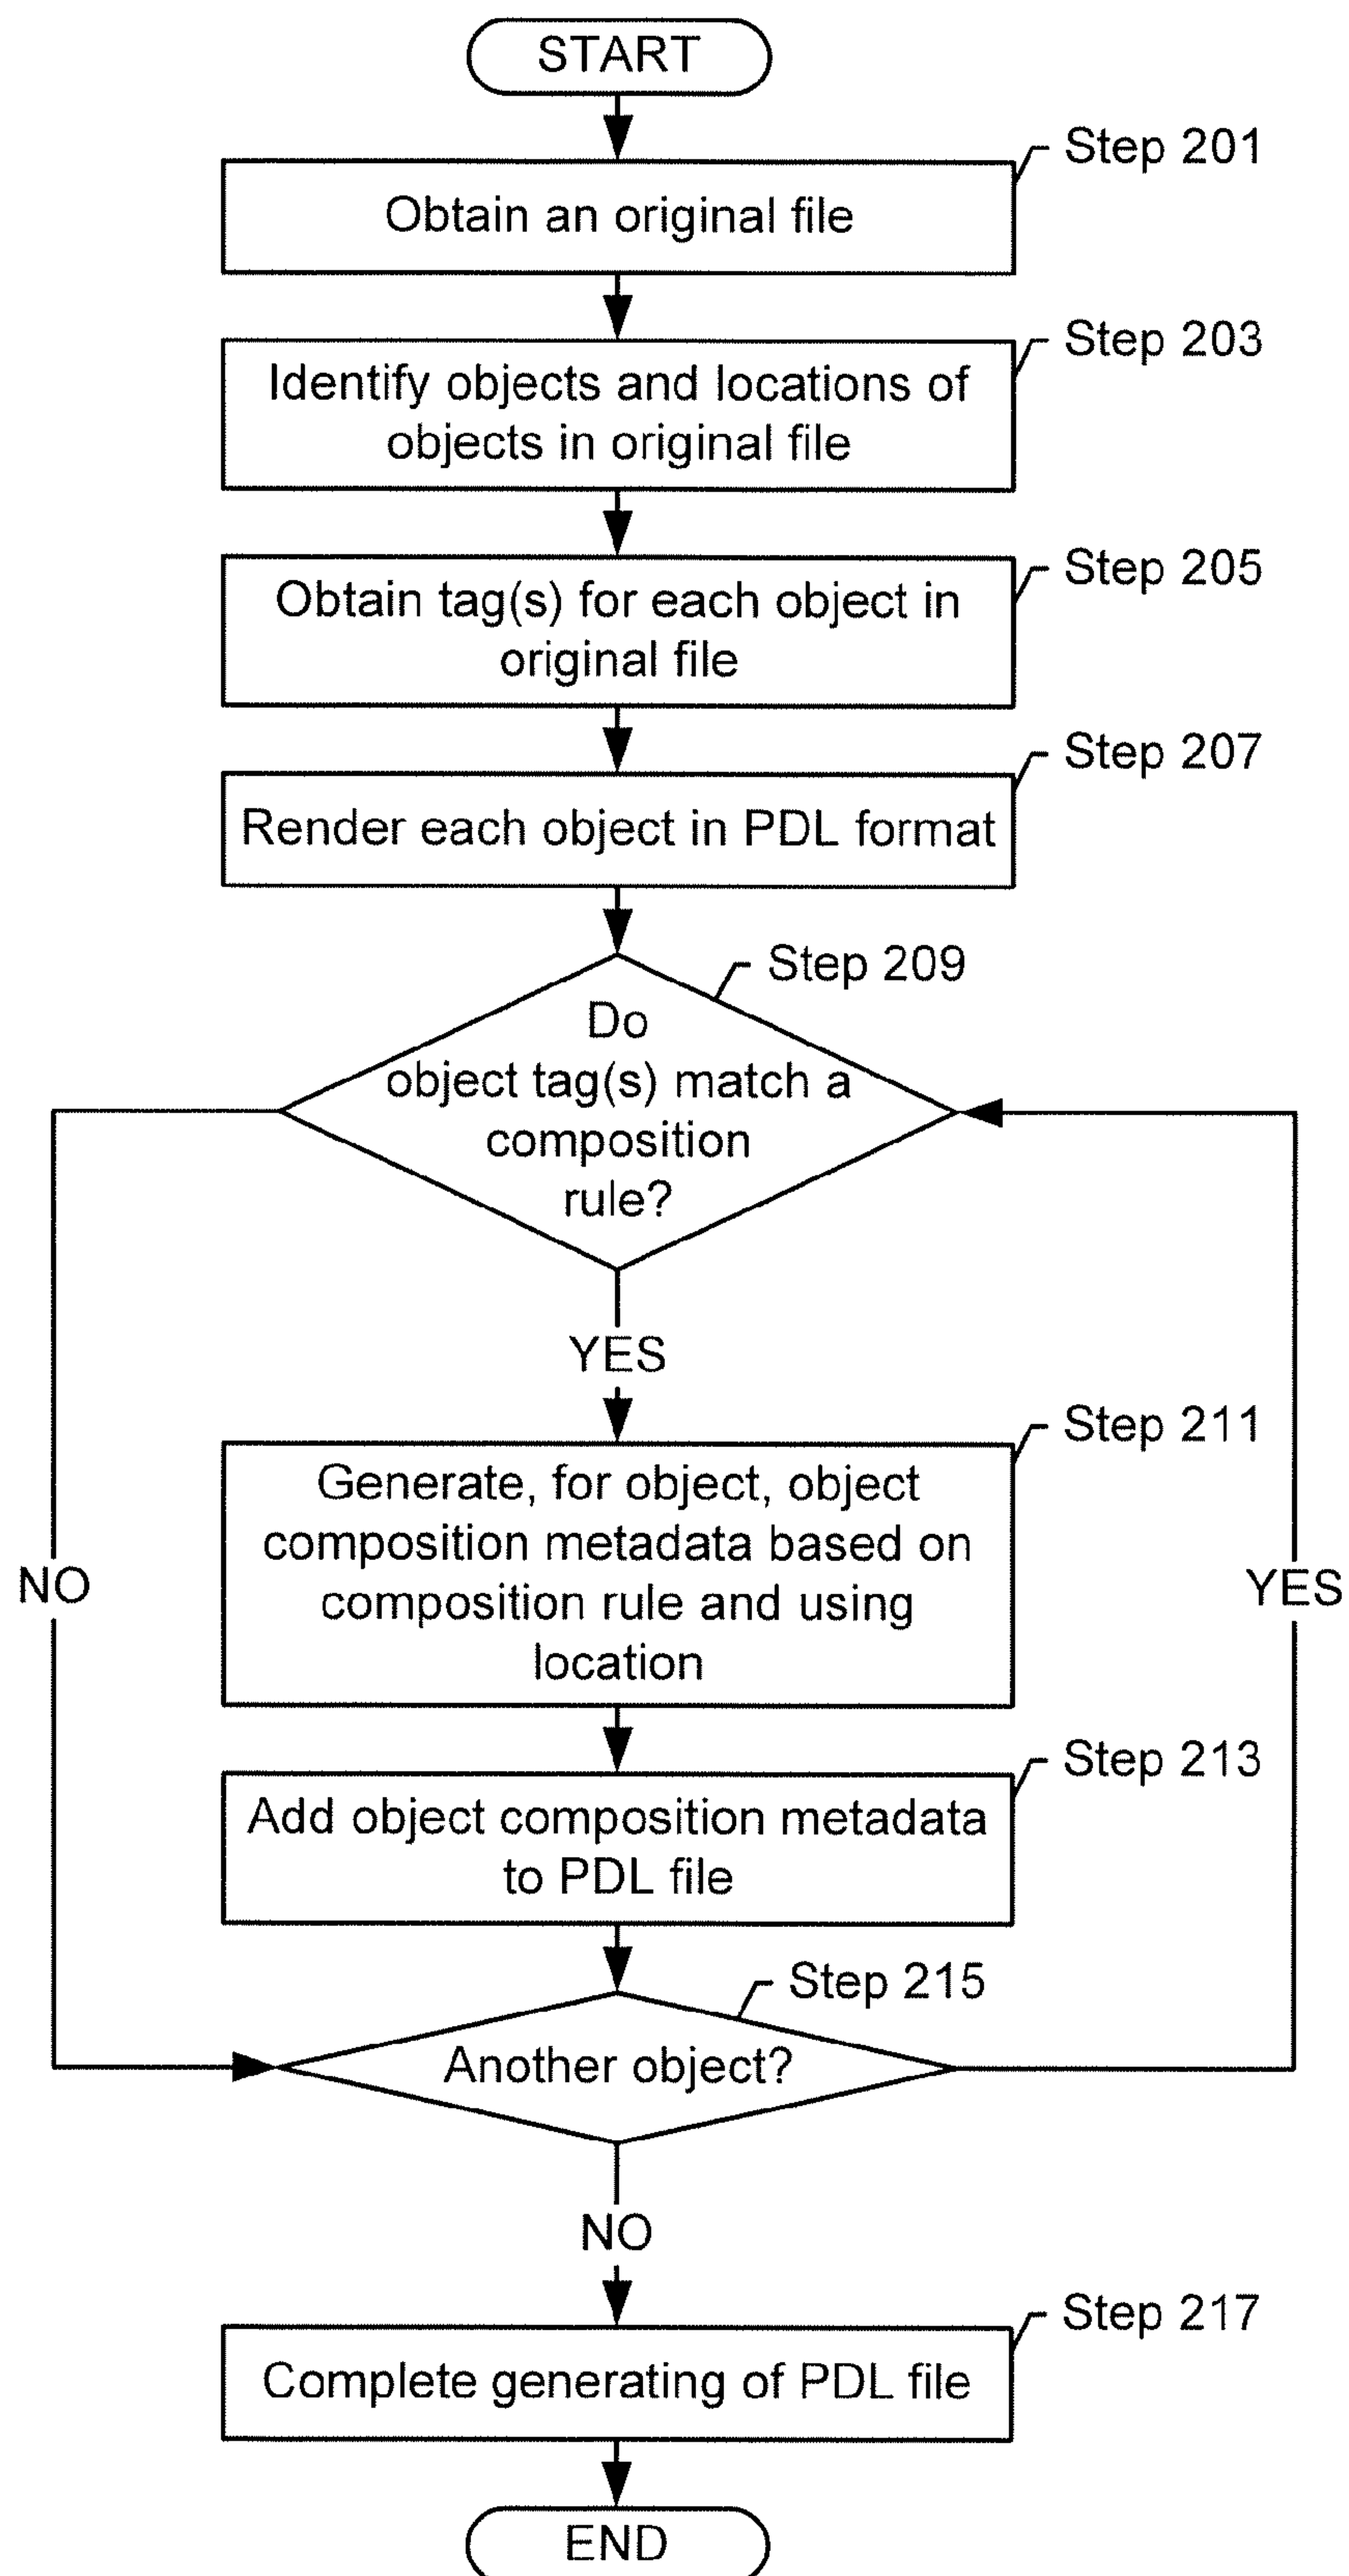 START
Step 201
Obtain an original file
Step 203
Identify objects and locations of
objects in original file
Step 205
Obtain tag(s) for each object in
original file
Step 207
Render each object in PDL format
Step 209
Do
object tag(s) match a
composition
rule?
YES
Step 211
Generate, for object, object
composition metadata based on
composition rule and using
location
NO
YES
Step 213
Add object composition metadata
to PDL file
Step 215
Another object?
NO
Step 217
Complete generating of PDL file
END